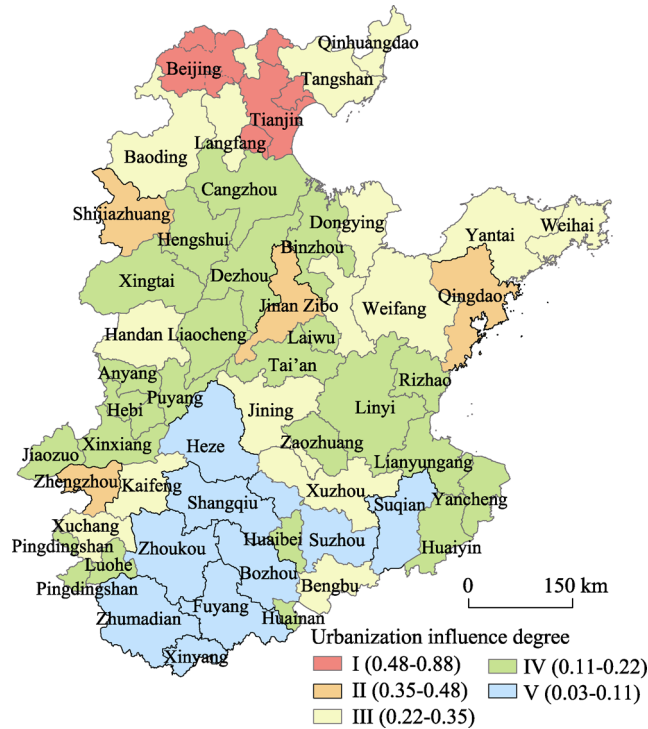 Qinhuangdao
Beijing
Tangshan
Tianjin
Langfang
Baoding
Cangzhou
Shijiazhuang
Dongying
Weihai
Yantai
Hengshui
Binzhou
Xingtai
Dezhou
Qingdao
Jinan Zibo
Weifang
Handan Liaocheng
Laiwu
Tai'an
Anyang
Rizhao
Puyang
Hebi
Jining
Linyi
Xinxiang
Heze
Zaozhuang
Jiaozuo
Lianyungang
Zhengzhou
Kaifeng
Xuzhou
Shangqiu
Suqian
Yancheng
Xuchang
Pingdingshan
Zhoukou
Huaibei
Suzhou
Huaiyin
Luohe
Bozhou
Pingdingshan
Bengbu
Fuyang
Zhumadian
Huainan
Xinyang
0 150 km
Urbanization influence degree
I (0.48-0.88)
IV (0.11-0.22)
II (0.35-0.48)
V (0.03-0.11)
III (0.22-0.35)